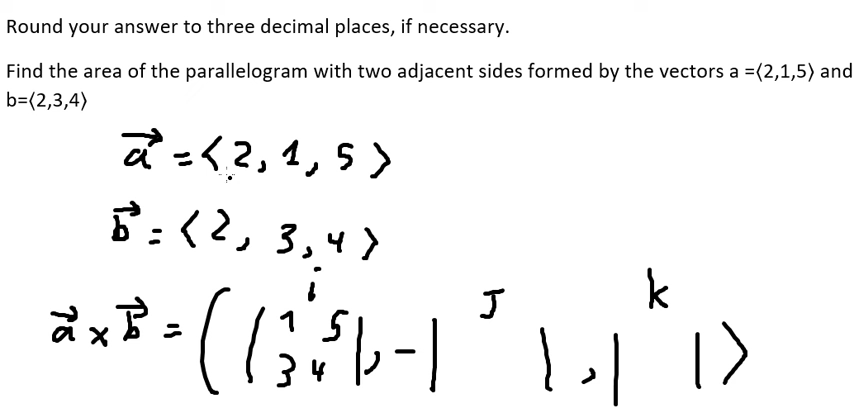 Round your answer to three decimal places, if necessary.
Find the area of the parallelogram with two adjacent sides formed by the vectors a =⟨2,1,5⟩ and
b=⟨2,3,4⟩
a⃗ = ⟨2, 1, 5⟩
b⃗ = ⟨2, 3, 4⟩
i J k
a⃗ x b⃗ = ( | 1 5 |, - |   | , |   | ⟩
3 4